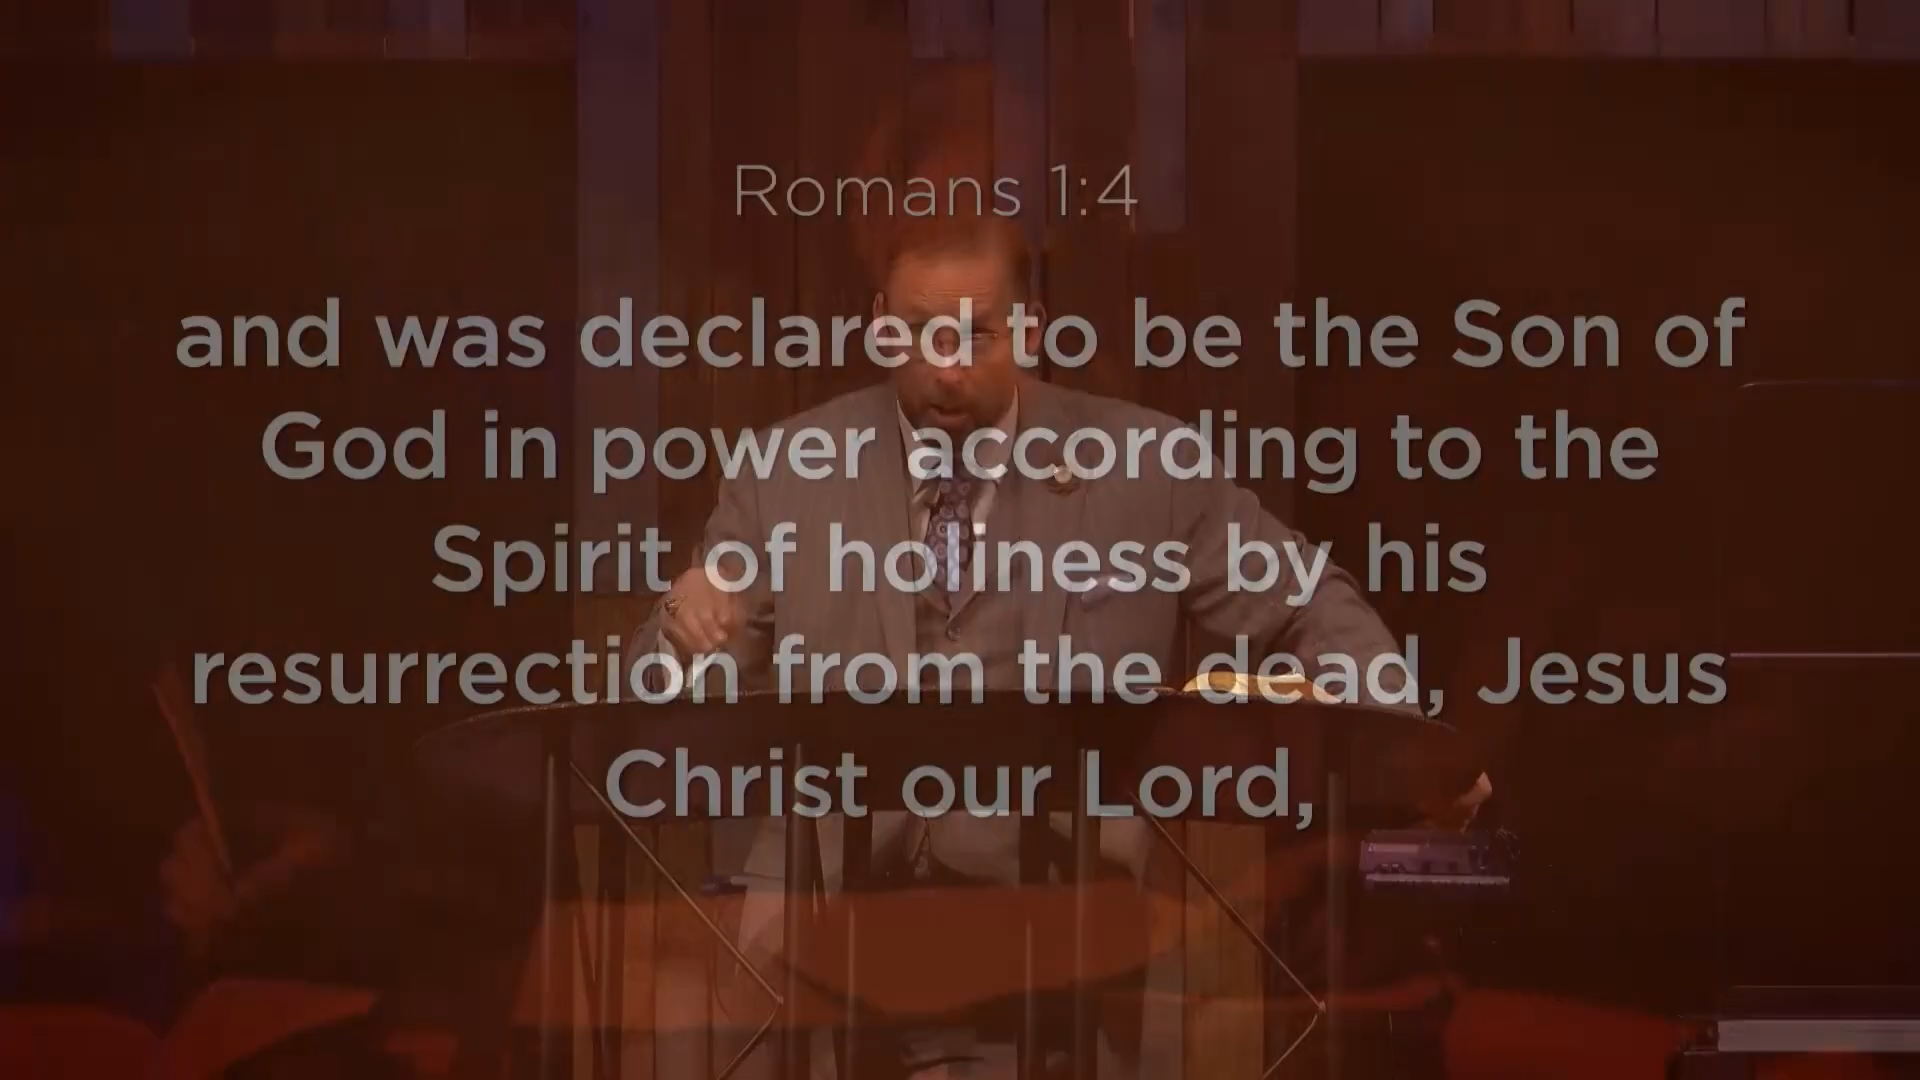 Romans 1:4
and was declared to be the Son of
God in power according to the
Spirit of holiness by his
resurrection from the dead, Jesus
Christ our Lord,